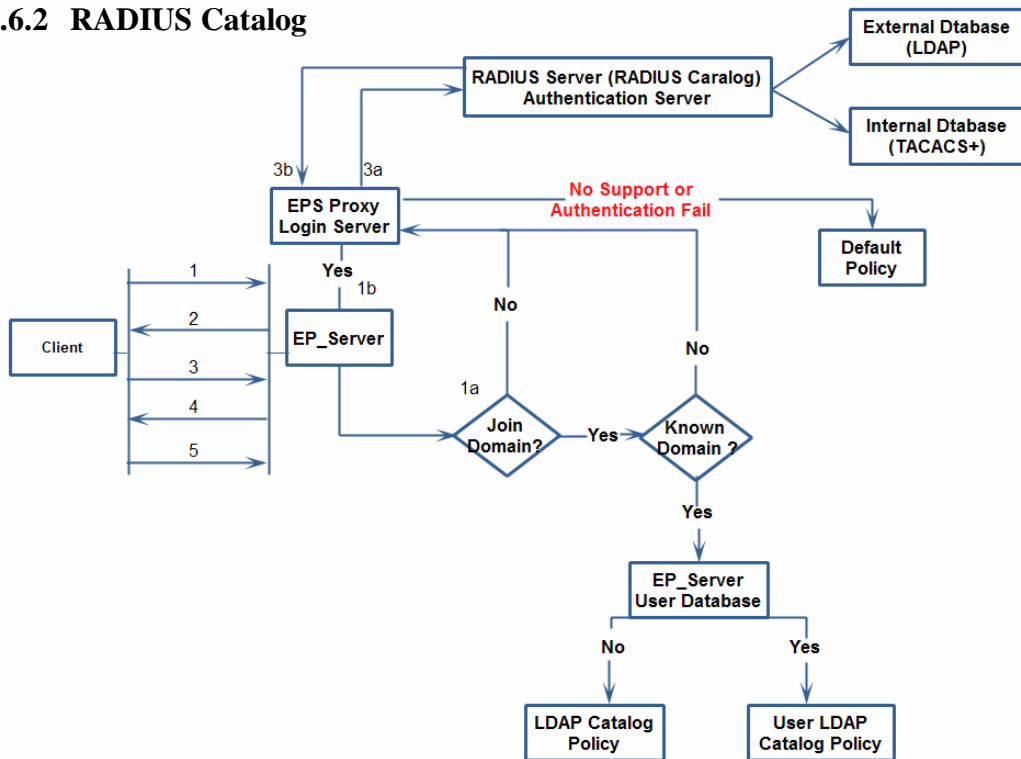 .6.2 RADIUS Catalog
External Dtabase
(LDAP)
RADIUS Server (RADIUS Caralog)
Authentication Server
Internal Dtabase
(TACACS+)
3b
3a
No Support or
Authentication Fail
EPS Proxy
Login Server
Default
Policy
Yes
1b
1
No
2
EP_Server
Client
No
3
1a
4
Join
Domain?
Yes
Known
Domain ?
5
Yes
EP_Server
User Database
No
Yes
LDAP Catalog
Policy
User LDAP
Catalog Policy